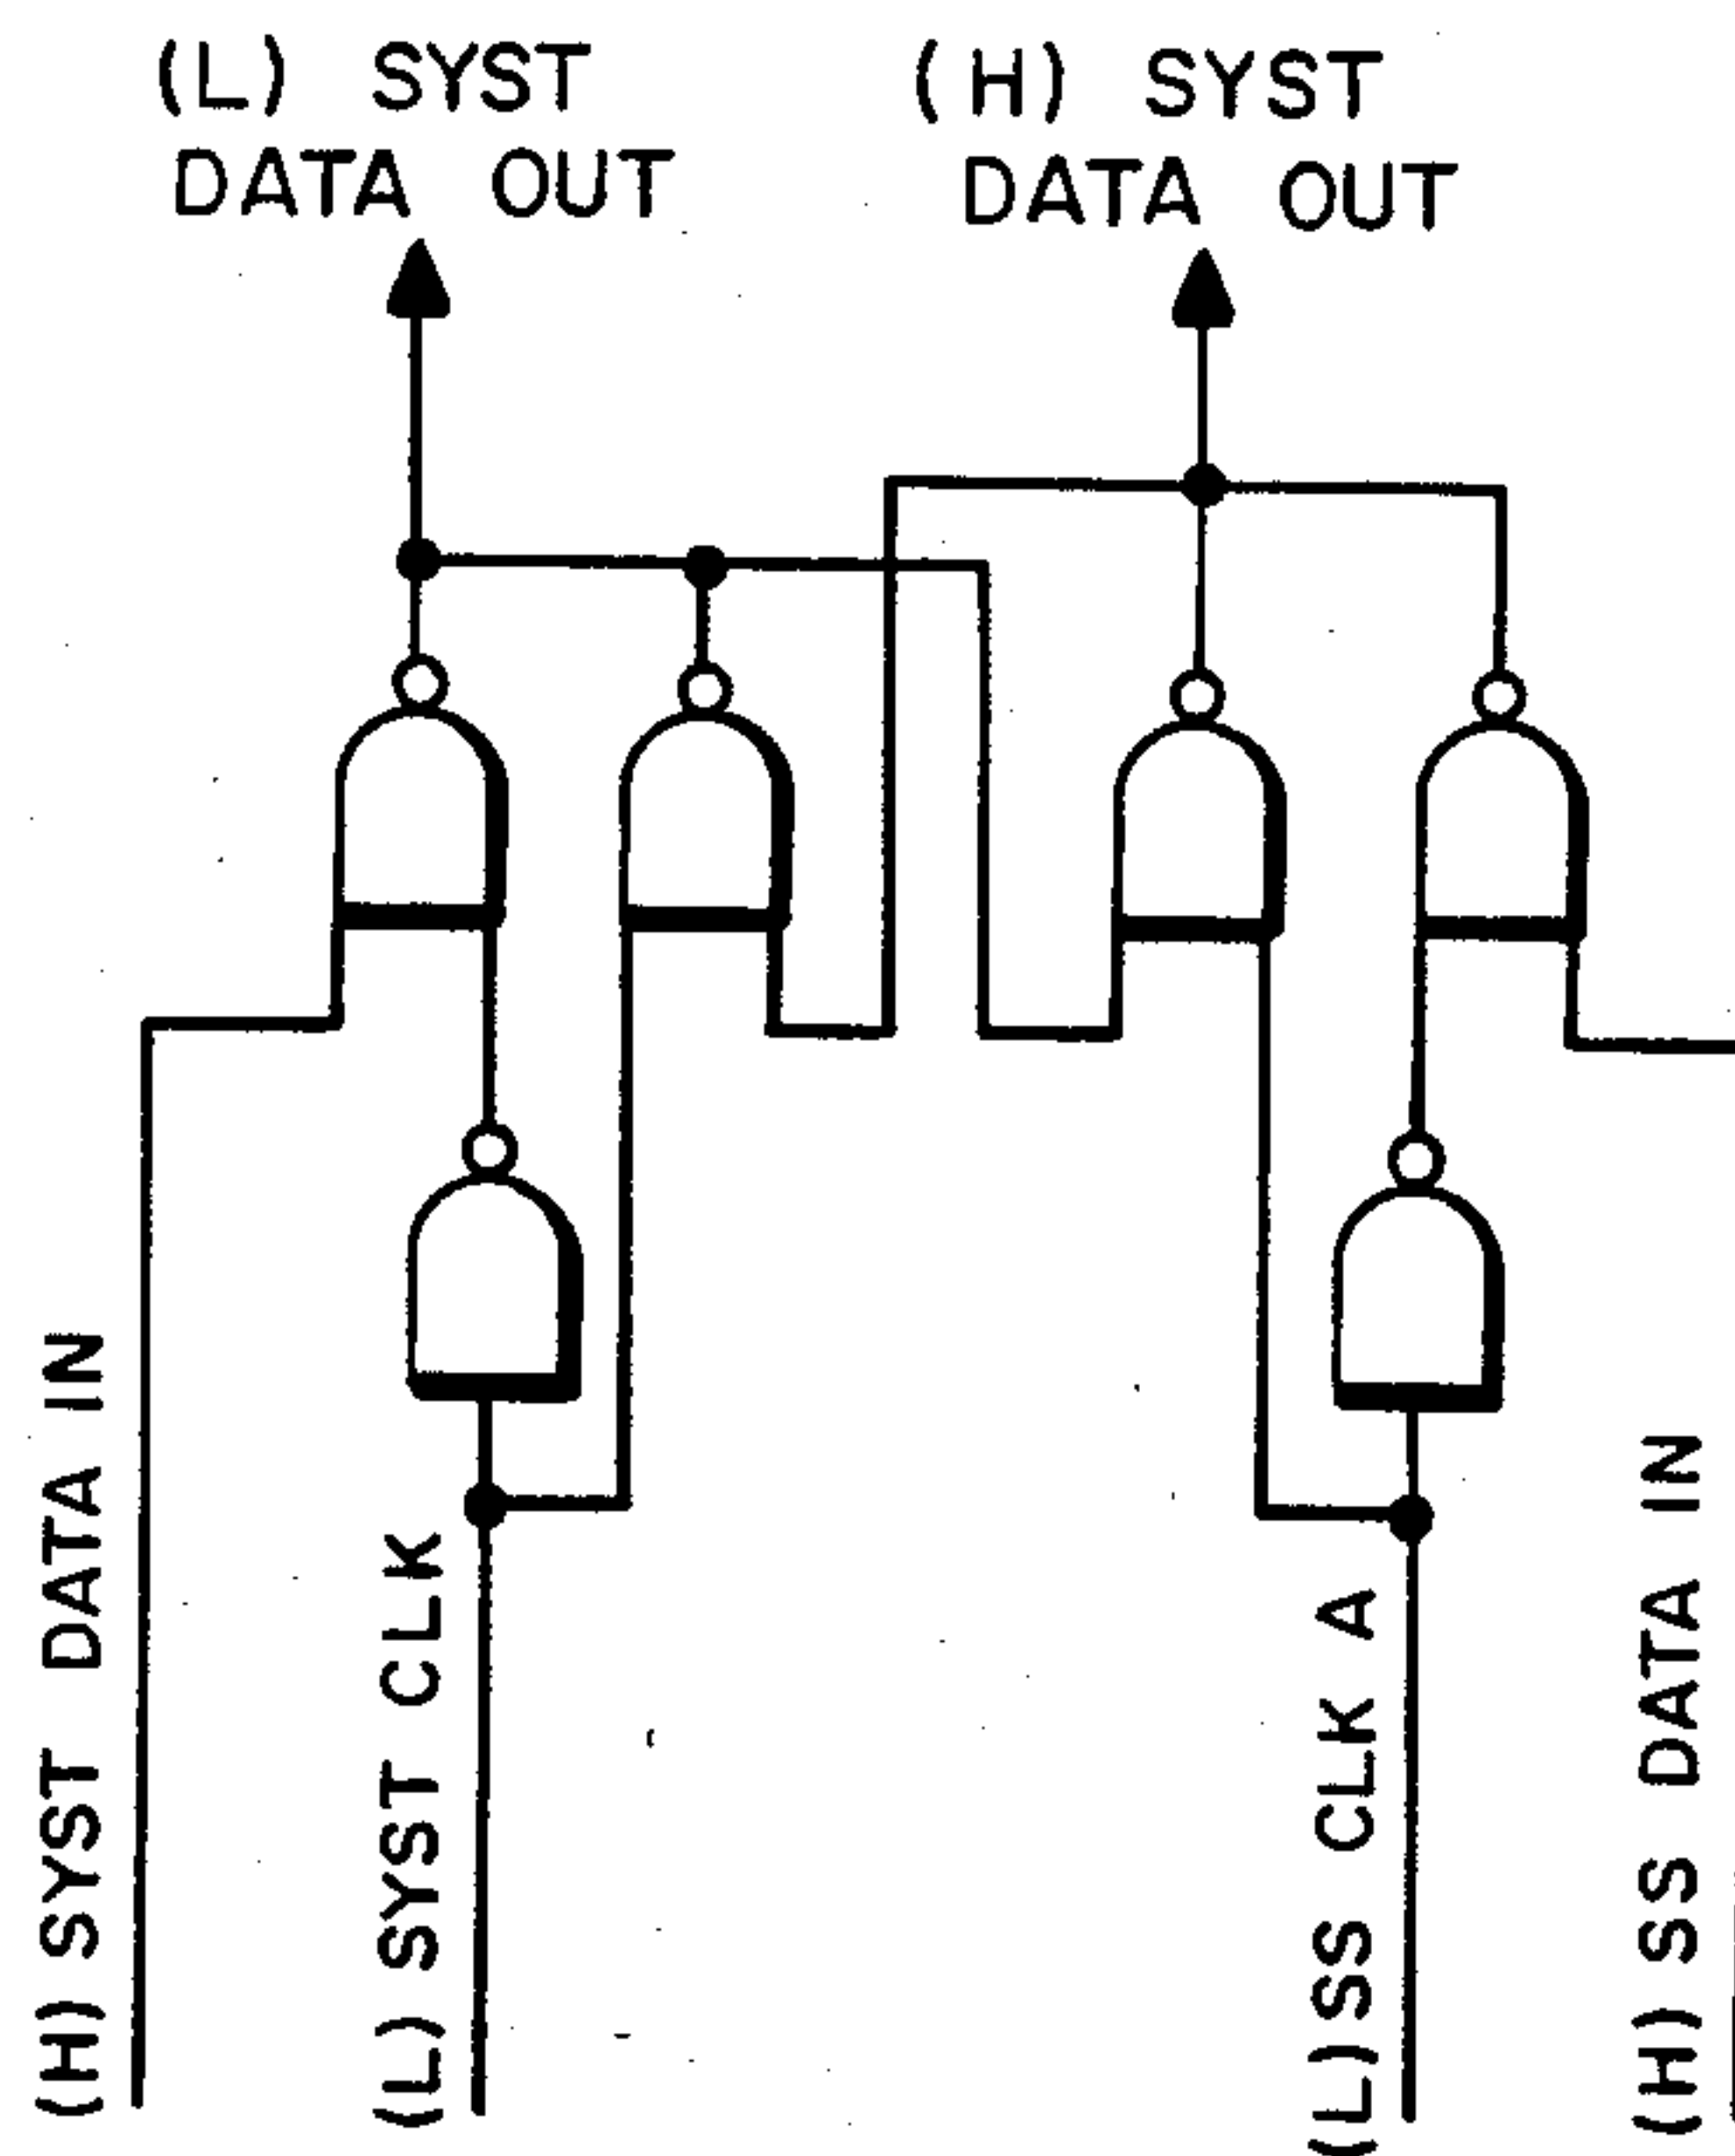 (L) SYST
DATA OUT
(H) SYST
DATA OUT
(H) SYST DATA IN
(L) SYST CLK
(L) SS CLK A
(H) SS DATA IN